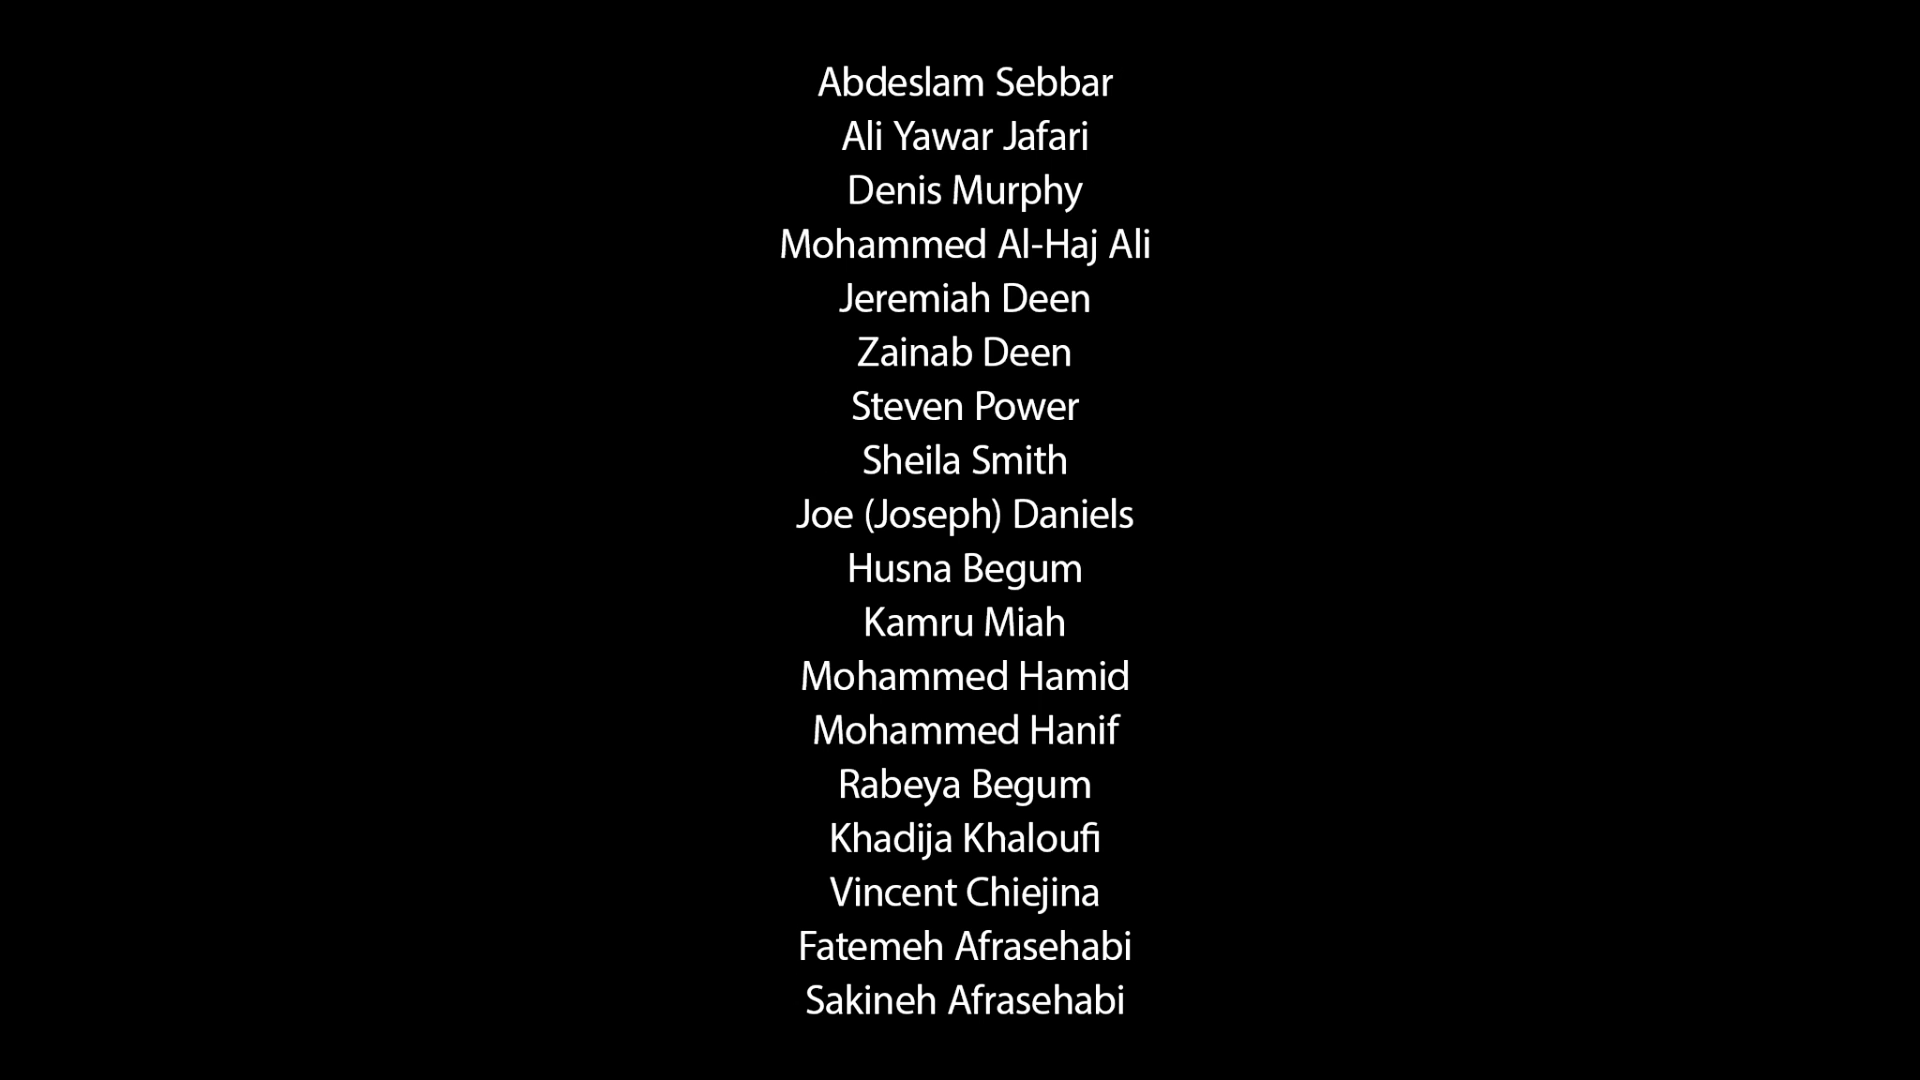 Abdeslam Sebbar
Ali Yawar Jafari
Denis Murphy
Mohammed Al-Haj Ali
Jeremiah Deen
Zainab Deen
Steven Power
Sheila Smith
Joe (Joseph) Daniels
Husna Begum
Kamru Miah
Mohammed Hamid
Mohammed Hanif
Rabeya Begum
Khadija Khaloufi
Vincent Chiejina
Fatemeh Afrasehabi
Sakineh Afrasehabi